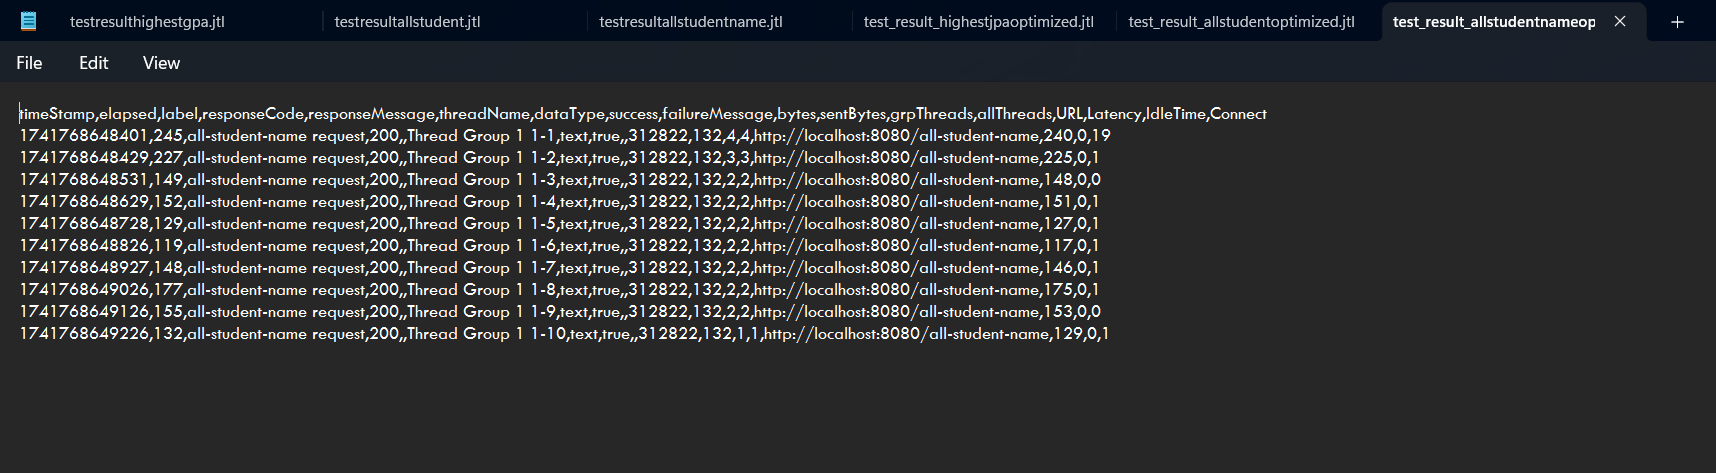 testresulthighestgpa.jtl testresultallstudent.jtl testresultallstudentname.jtl test_result_highestjpaoptimized.jtl test_result_allstudentoptimized.jtl test_result_allstudentnameop
File Edit View
timeStamp,elapsed,label,responseCode,responseMessage,threadName,dataType,success,failureMessage,bytes,sentBytes,grpThreads,allThreads,URL,Latency,IdleTime,Connect
1741768648401,245,all-student-name request,200,,Thread Group 1 1-1,text,true,,312822,132,4,4,http://localhost:8080/all-student-name,240,0,19
1741768648429,227,all-student-name request,200,,Thread Group 1 1-2,text,true,,312822,132,3,3,http://localhost:8080/all-student-name,225,0,1
1741768648531,149,all-student-name request,200,,Thread Group 1 1-3,text,true,,312822,132,2,2,http://localhost:8080/all-student-name,148,0,0
1741768648629,152,all-student-name request,200,,Thread Group 1 1-4,text,true,,312822,132,2,2,http://localhost:8080/all-student-name,151,0,1
1741768648728,129,all-student-name request,200,,Thread Group 1 1-5,text,true,,312822,132,2,2,http://localhost:8080/all-student-name,127,0,1
1741768648826,119,all-student-name request,200,,Thread Group 1 1-6,text,true,,312822,132,2,2,http://localhost:8080/all-student-name,117,0,1
1741768648927,148,all-student-name request,200,,Thread Group 1 1-7,text,true,,312822,132,2,2,http://localhost:8080/all-student-name,146,0,1
1741768649026,177,all-student-name request,200,,Thread Group 1 1-8,text,true,,312822,132,2,2,http://localhost:8080/all-student-name,175,0,1
1741768649126,155,all-student-name request,200,,Thread Group 1 1-9,text,true,,312822,132,2,2,http://localhost:8080/all-student-name,153,0,0
1741768649226,132,all-student-name request,200,,Thread Group 1 1-10,text,true,,312822,132,1,1,http://localhost:8080/all-student-name,129,0,1